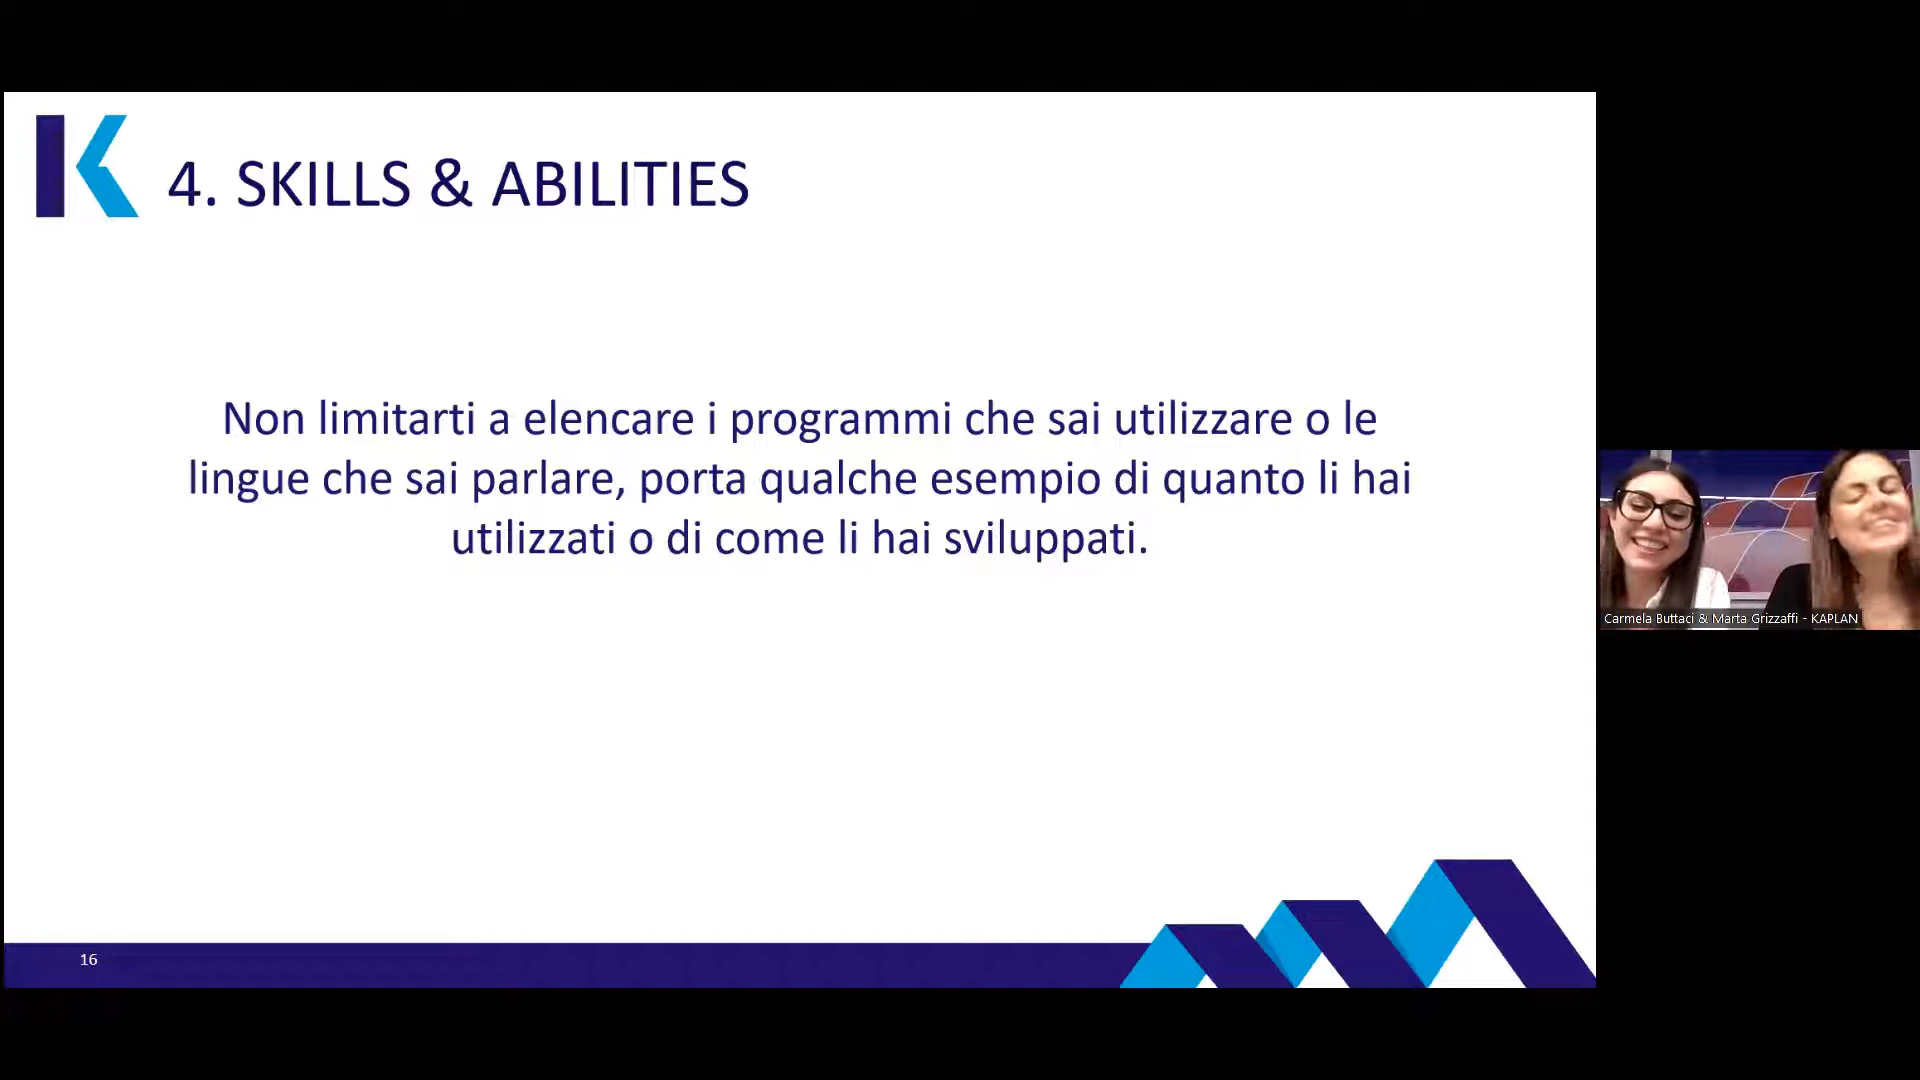 4. SKILLS & ABILITIES
Non limitarti a elencare i programmi che sai utilizzare o le
lingue che sai parlare, porta qualche esempio di quanto li hai
utilizzati o di come li hai sviluppati.
Carmela Buttaci & Marta Grizzaffi - KAPLAN
16